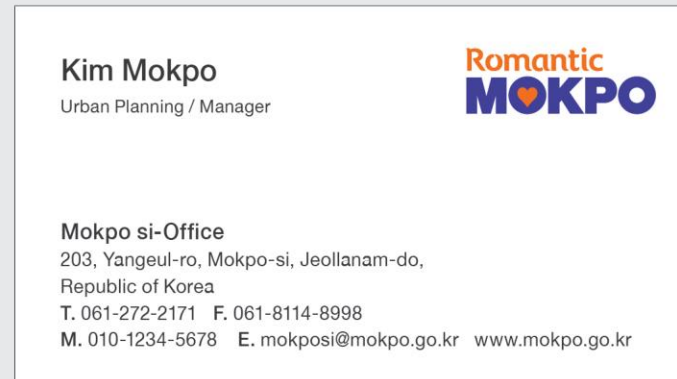 Kim Mokpo
Urban Planning / Manager
Romantic
MOKPO
Mokpo si-Office
203, Yangeul-ro, Mokpo-si, Jeollanam-do,
Republic of Korea
T. 061-272-2171 F. 061-8114-8998
M. 010-1234-5678 E. mokposi@mokpo.go.kr www.mokpo.go.kr